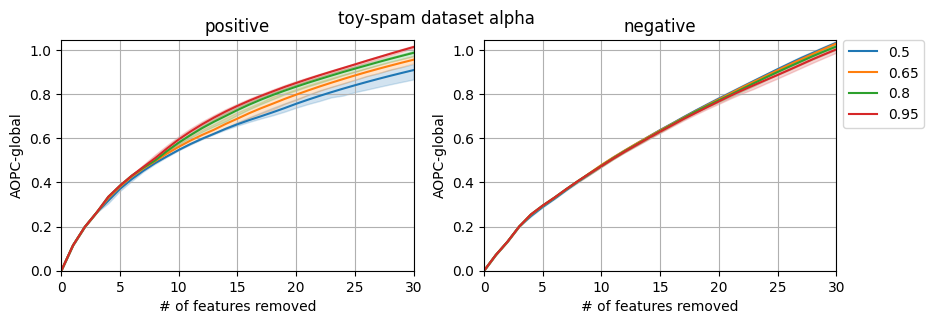 toy-spam dataset alpha
positive
AOPC-global
1.0
0.8
0.6
0.4
0.2
0.0
0 5 10 15 20 25 30
# of features removed
negative
AOPC-global
1.0
0.8
0.6
0.4
0.2
0.0
0 5 10 15 20 25 30
# of features removed
0.5
0.65
0.8
0.95